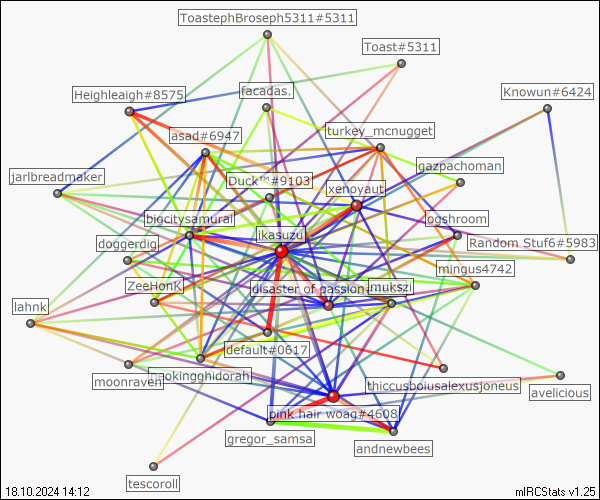 ToastephBroseph5311#5311
Toast#5311
Heighleigh#8575
facadas.
Knowun#6424
asad#6947
turkey_mcnugget
gazpachoman
jarlbreadmaker
Duck™#9103
xenoyaut
bigcitysamurai
ogshroom
ikasuzu
doggerdig
Random Stuf6#5983
mingus4742
ZeeHonK
disaster of passion
muksz
lahnk
default#0617
moonraven
hookingghidorah
thiccusboiusalexusjoneus
avelicious
pink hair woag#4608
gregor_samsa
andnewbees
tescoroll
18.10.2024 14:12
mIRCStats v1.25